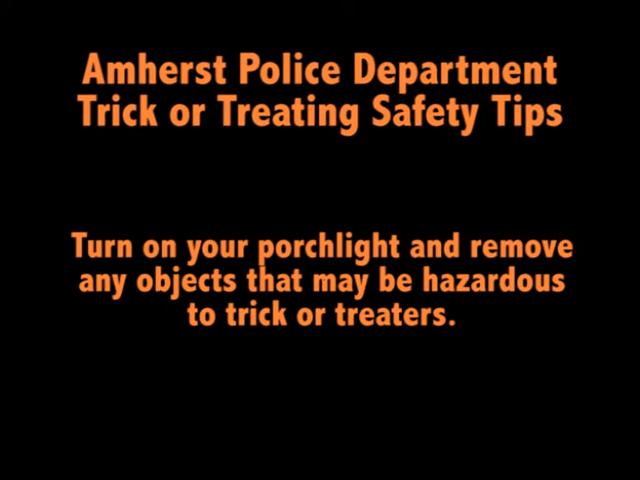 Amherst Police Department
Trick or Treating Safety Tips
Turn on your porchlight and remove
any objects that may be hazardous
to trick or treaters.